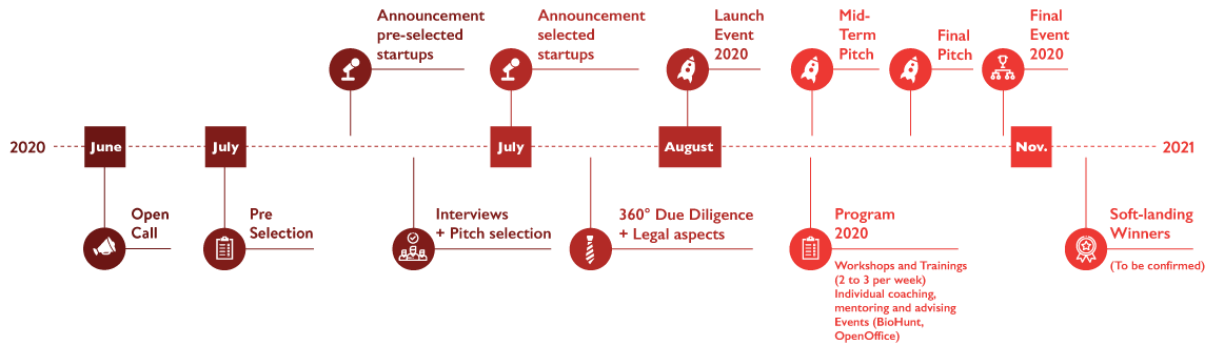 Announcement
pre-selected
startups
Announcement
selected
startups
Launch
Event
2020
Mid-
Term
Pitch
Final
Pitch
Final
Event
2020
2020
June
July
July
August
Nov.
2021
Open
Call
Pre
Selection
Interviews
+ Pitch selection
360° Due Diligence
+ Legal aspects
Program
2020
Workshops and Trainings
(2 to 3 per week)
Individual coaching,
mentoring and advising
Events (BioHunt,
OpenOffice)
Soft-landing
Winners
(To be confirmed)